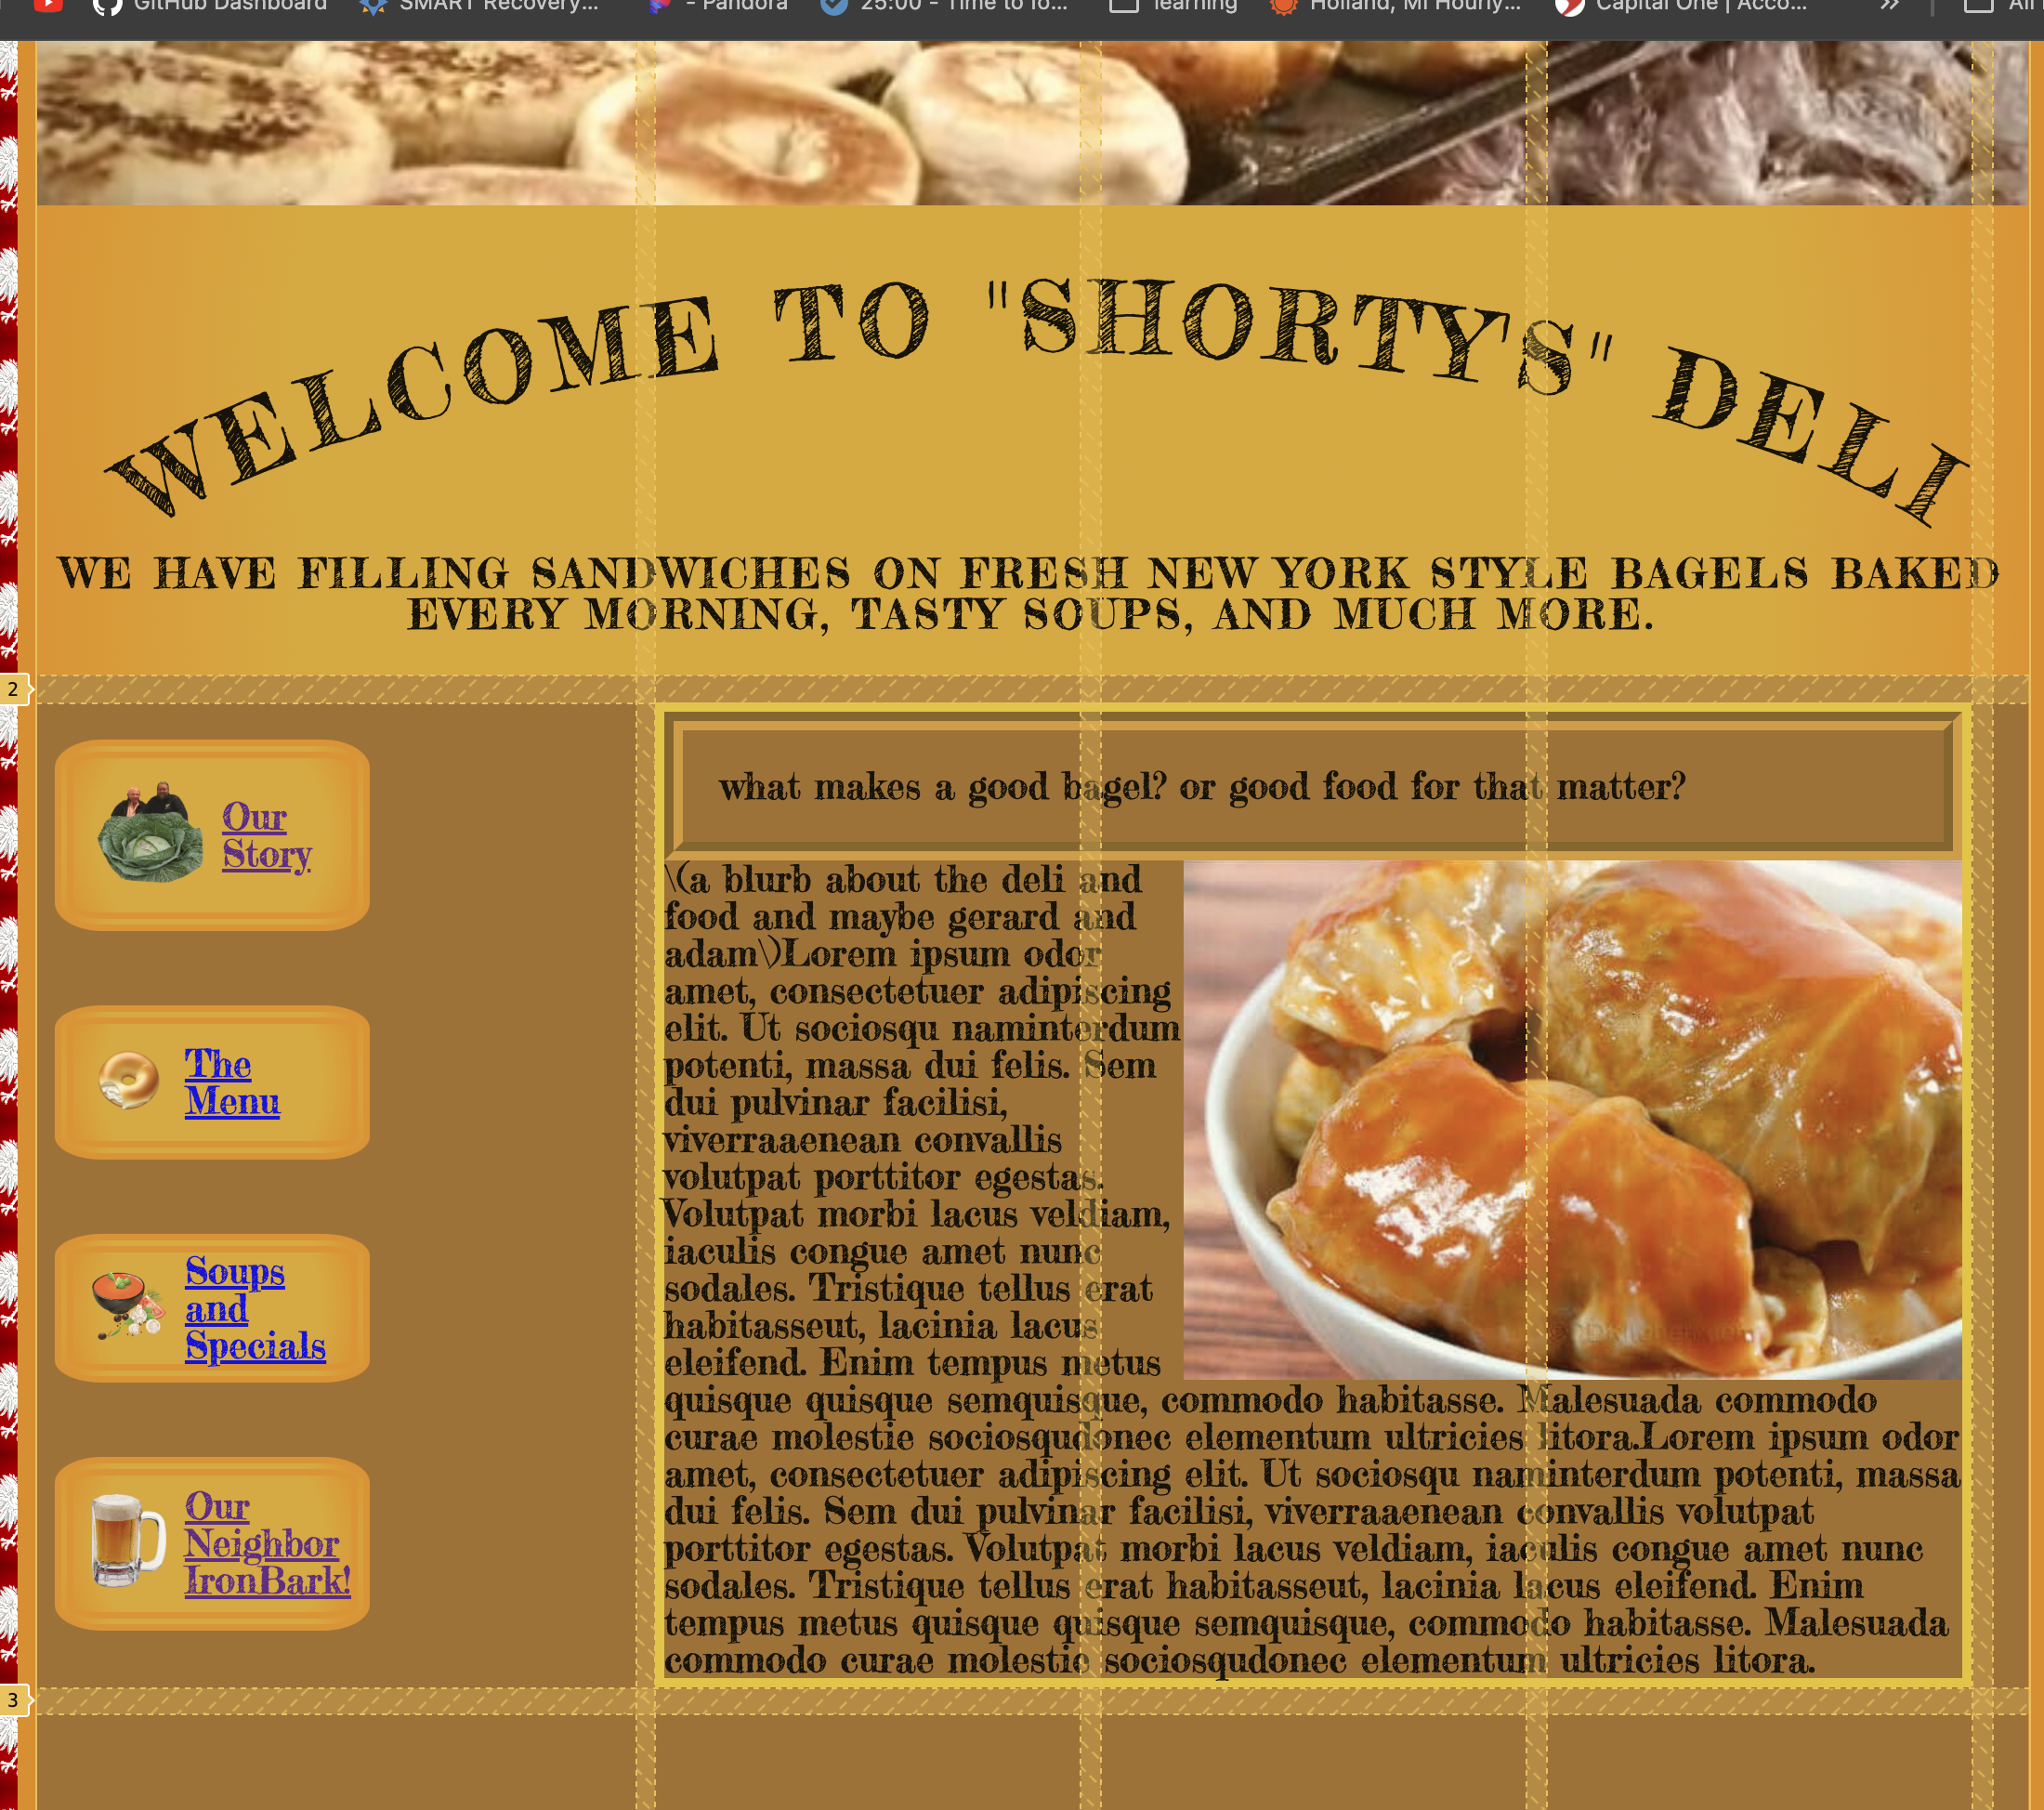 GitHub Dashboard
SMART Recovery...
- Pandora
25:00 - Time to fo...
learning
Holland, MI Hourly...
Capital One | Acco...
»
All
WELCOME TO "SHORTY'S" DELI
WE HAVE FILLING SANDWICHES ON FRESH NEW YORK STYLE BAGELS BAKED
EVERY MORNING, TASTY SOUPS, AND MUCH MORE.
2
Our
Story
The
Menu
Soups
and
Specials
Our
Neighbor
IronBark!
what makes a good bagel? or good food for that matter?
\(a blurb about the deli and
food and maybe gerard and
adam\)Lorem ipsum odor
amet, consectetuer adipiscing
elit. Ut sociosqu naminterdum
potenti, massa dui felis. Sem
dui pulvinar facilisi,
viverraaenean convallis
volutpat porttitor egestas.
Volutpat morbi lacus veldiam,
iaculis congue amet nunc
sodales. Tristique tellus erat
habitasseut, lacinia lacus
eleifend. Enim tempus metus
quisque quisque semquisque, commodo habitasse. Malesuada commodo
curae molestie sociosqudonec elementum ultricies litora.Lorem ipsum odor
amet, consectetuer adipiscing elit. Ut sociosqu naminterdum potenti, massa
dui felis. Sem dui pulvinar facilisi, viverraaenean convallis volutpat
porttitor egestas. Volutpat morbi lacus veldiam, iaculis congue amet nunc
sodales. Tristique tellus erat habitasseut, lacinia lacus eleifend. Enim
tempus metus quisque quisque semquisque, commodo habitasse. Malesuada
commodo curae molestie sociosqudonec elementum ultricies litora.
3